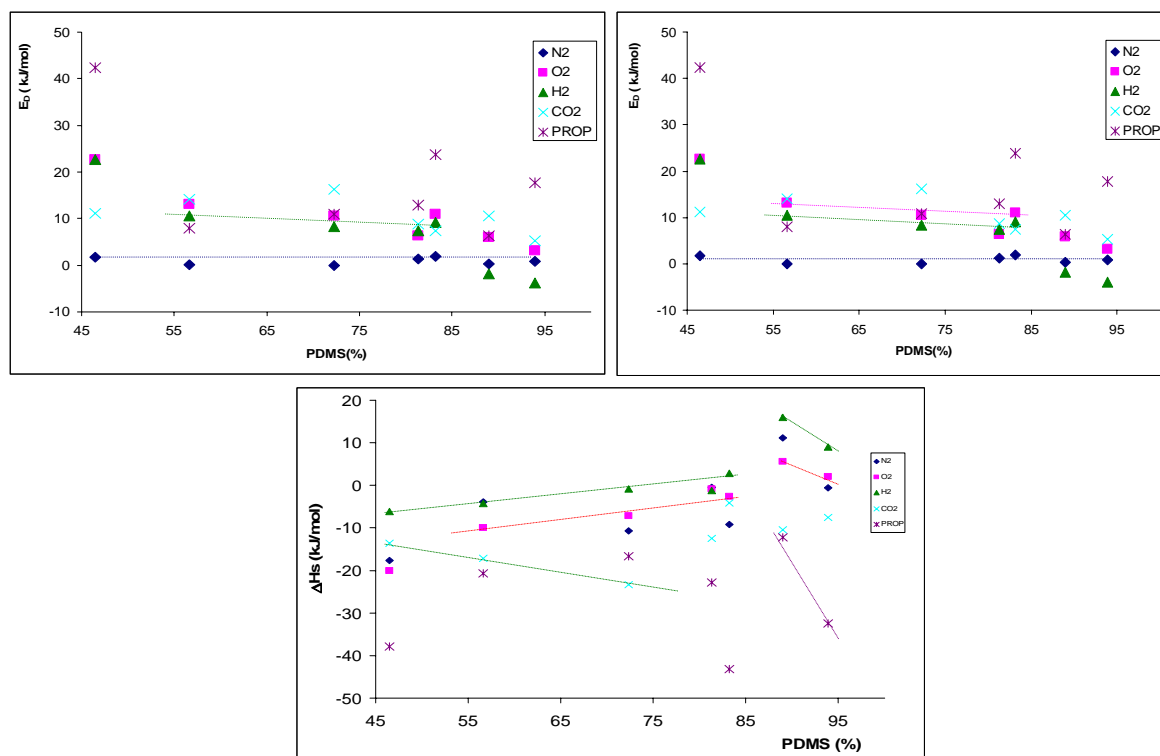 50
40
30
20
10
0
-10
E_D ( kJ/mol)
45 55 65 75 85 95
PDMS(%)
N2
O2
H2
CO2
PROP
50
40
30
20
10
0
-10
E_D ( kJ/mol)
45 55 65 75 85 95
PDMS(%)
N2
O2
H2
CO2
PROP
20
10
0
-10
-20
-30
-40
-50
ΔHs (kJ/mol)
45 55 65 75 85 95
PDMS (%)
N2
O2
H2
CO2
PROP